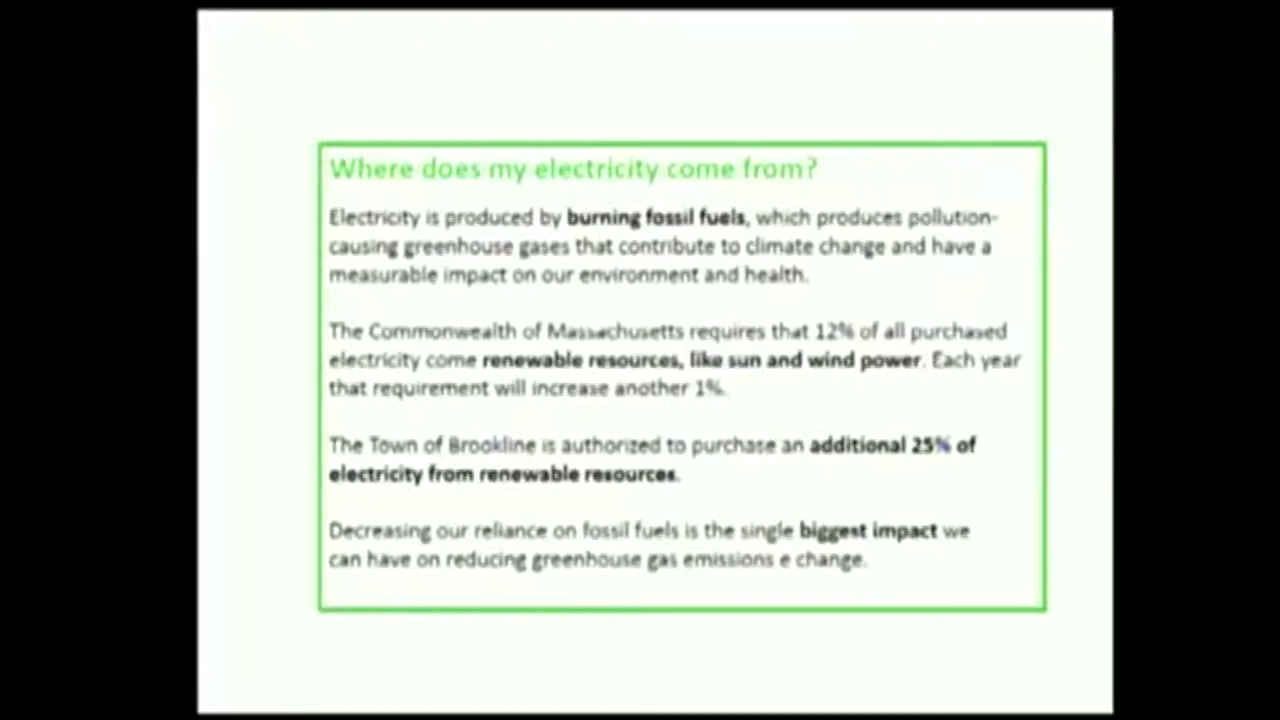 Where does my electricity come from?
Electricity is produced by burning fossil fuels, which produces pollution-
causing greenhouse gases that contribute to climate change and have a
measurable impact on our environment and health.
The Commonwealth of Massachusetts requires that 12% of all purchased
electricity come renewable resources, like sun and wind power. Each year
that requirement will increase another 1%.
The Town of Brookline is authorized to purchase an additional 25% of
electricity from renewable resources.
Decreasing our reliance on fossil fuels is the single biggest impact we
can have on reducing greenhouse gas emissions e change.